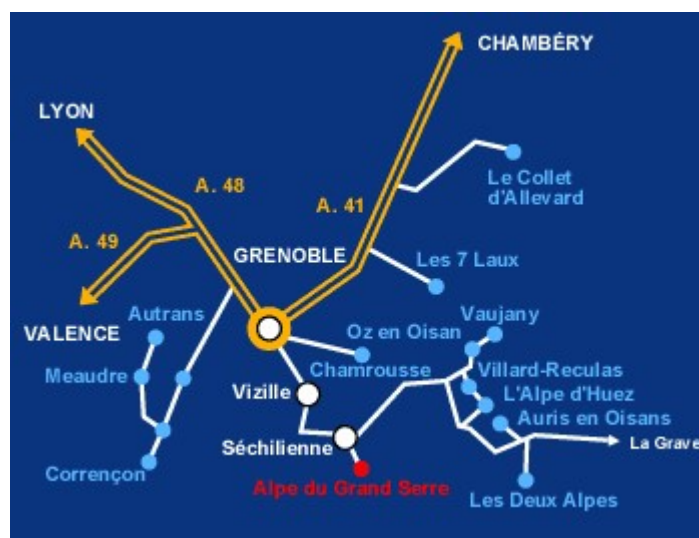 CHAMBÉRY
LYON
Le Collet
d'Allevard
A. 48
A. 41
A. 49
GRENOBLE
Les 7 Laux
Autrans
Vaujany
VALENCE
Oz en Oisan
Chamrousse
Villard-Reculas
Meaudre
Vizille
L'Alpe d'Huez
Auris en Oisans
Séchilienne
La Grave
Corrençon
Alpe du Grand Serre
Les Deux Alpes